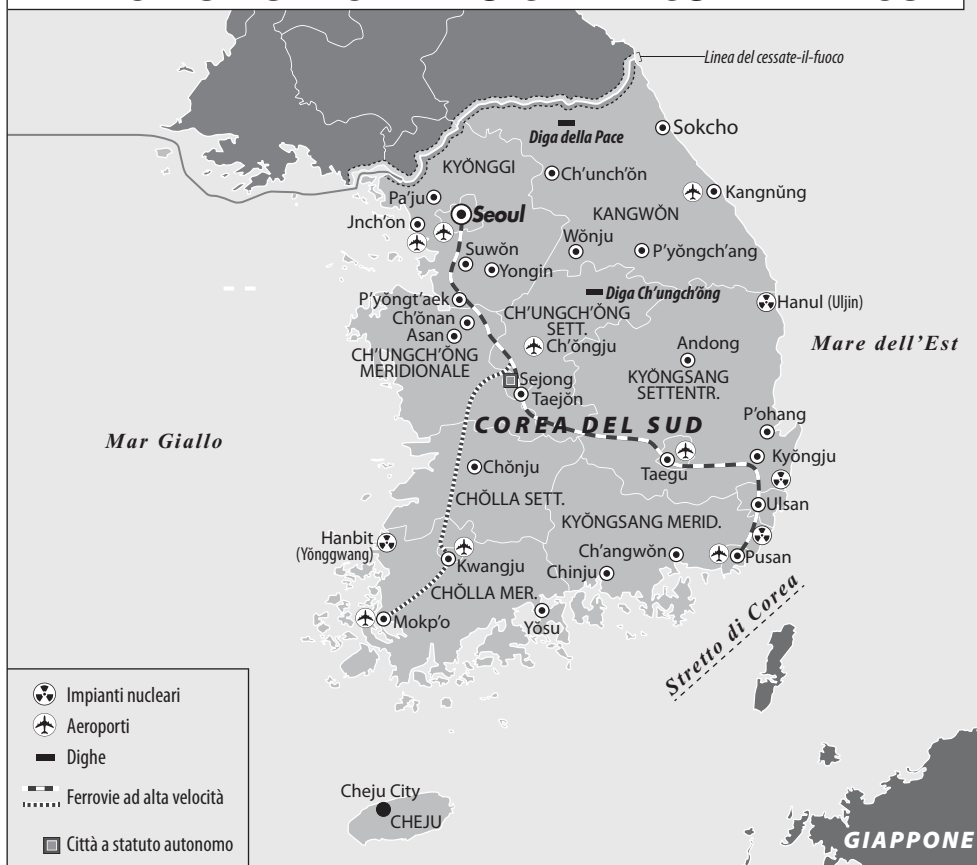 Linea del cessate-il-fuoco
Diga della Pace
Sokcho
KYŎNGGI
Ch'unch'ŏn
Pa'ju
Kangnŭng
Seoul
KANGWŎN
Jnch'on
Wŏnju
P'yŏngch'ang
Suwŏn
Yongin
Diga Ch'ungch'ŏng
Hanul (Uljin)
P'yŏngt'aek
CH'UNGCH'ŎNG
SETT.
Ch'ŏnan
Asan
Ch'ŏngju
Andong
Mare dell'Est
CH'UNGCH'ŎNG
MERIDIONALE
Sejong
KYŎNGSANG
SETTENTR.
Taejŏn
P'ohang
COREA DEL SUD
Mar Giallo
Kyŏngju
Taegu
Chŏnju
CHŎLLA SETT.
Ulsan
KYŎNGSANG MERID.
Hanbit
(Yŏnggwang)
Ch'angwŏn
Pusan
Kwangju
Chinju
CHŎLLA MER.
Mokp'o
Yŏsu
Stretto di Corea
Impianti nucleari
Aeroporti
Dighe
Ferrovie ad alta velocità
Città a statuto autonomo
Cheju City
CHEJU
GIAPPONE